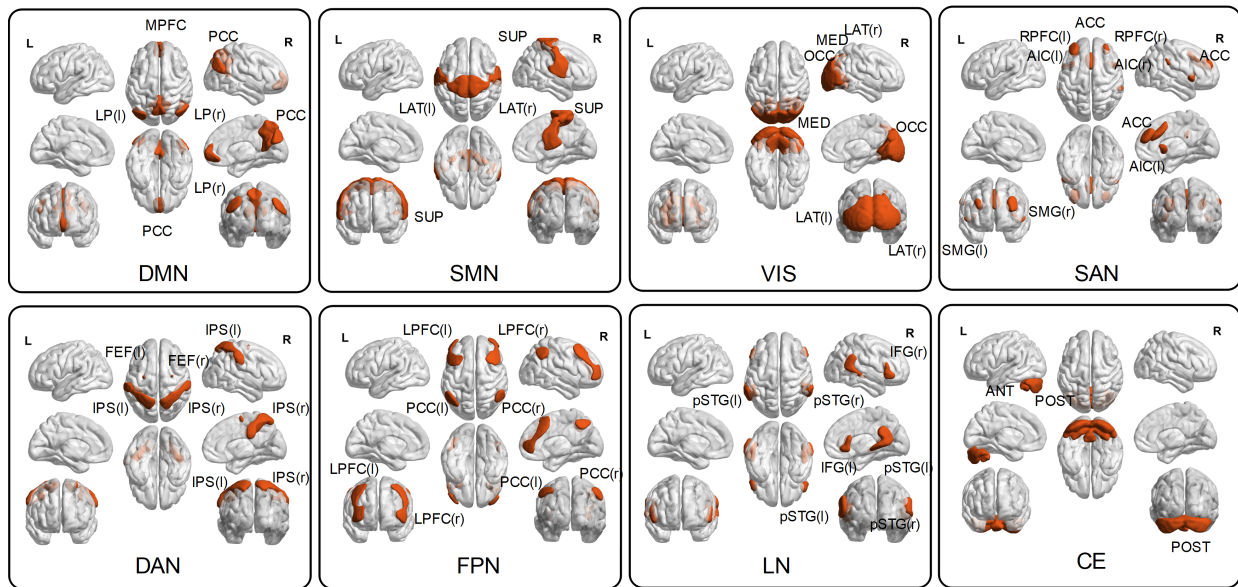 L
MPFC
PCC
R
LP(l)
LP(r)
PCC
LP(r)
PCC
DMN
L
SUP
R
LAT(l)
LAT(r)
SUP
SUP
SMN
L
LAT(r)
MED
R
OCC
MED
OCC
LAT(l)
LAT(r)
VIS
L
ACC
RPFC(l)
RPFC(r)
R
AIC(l)
AIC(r)
ACC
ACC
AIC(l)
SMG(r)
SMG(l)
SAN
L
IPS(l)
R
FEF(l)
FEF(r)
IPS(l)
IPS(r)
IPS(r)
IPS(l)
IPS(r)
DAN
L
LPFC(l)
LPFC(r)
R
PCC(l)
PCC(r)
LPFC(l)
PCC(l)
PCC(r)
LPFC(r)
FPN
L
R
IFG(r)
pSTG(l)
pSTG(r)
IFG(l)
pSTG(l)
pSTG(l)
pSTG(r)
LN
L
R
ANT
POST
POST
CE